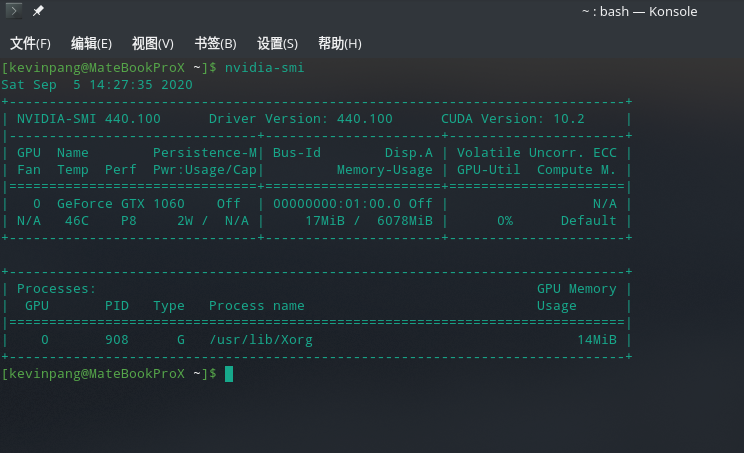 ~ : bash — Konsole
文件(F) 编辑(E) 视图(V) 书签(B) 设置(S) 帮助(H)
[kevinpang@MateBookProX ~]$ nvidia-smi
Sat Sep  5 14:27:35 2020
+-----------------------------------------------------------------------------+
| NVIDIA-SMI 440.100      Driver Version: 440.100      CUDA Version: 10.2     |
|-------------------------------+----------------------+----------------------+
| GPU  Name        Persistence-M| Bus-Id        Disp.A | Volatile Uncorr. ECC |
| Fan  Temp  Perf  Pwr:Usage/Cap|         Memory-Usage | GPU-Util  Compute M. |
|===============================+======================+======================|
|   0  GeForce GTX 1060    Off  | 00000000:01:00.0 Off |                  N/A |
| N/A   46C    P8     2W /  N/A |     17MiB /  6078MiB |      0%      Default |
+-------------------------------+----------------------+----------------------+
+-----------------------------------------------------------------------------+
| Processes:                                                       GPU Memory |
|  GPU       PID   Type   Process name                             Usage      |
|=============================================================================|
|    0       908      G   /usr/lib/Xorg                                 14MiB |
+-----------------------------------------------------------------------------+
[kevinpang@MateBookProX ~]$